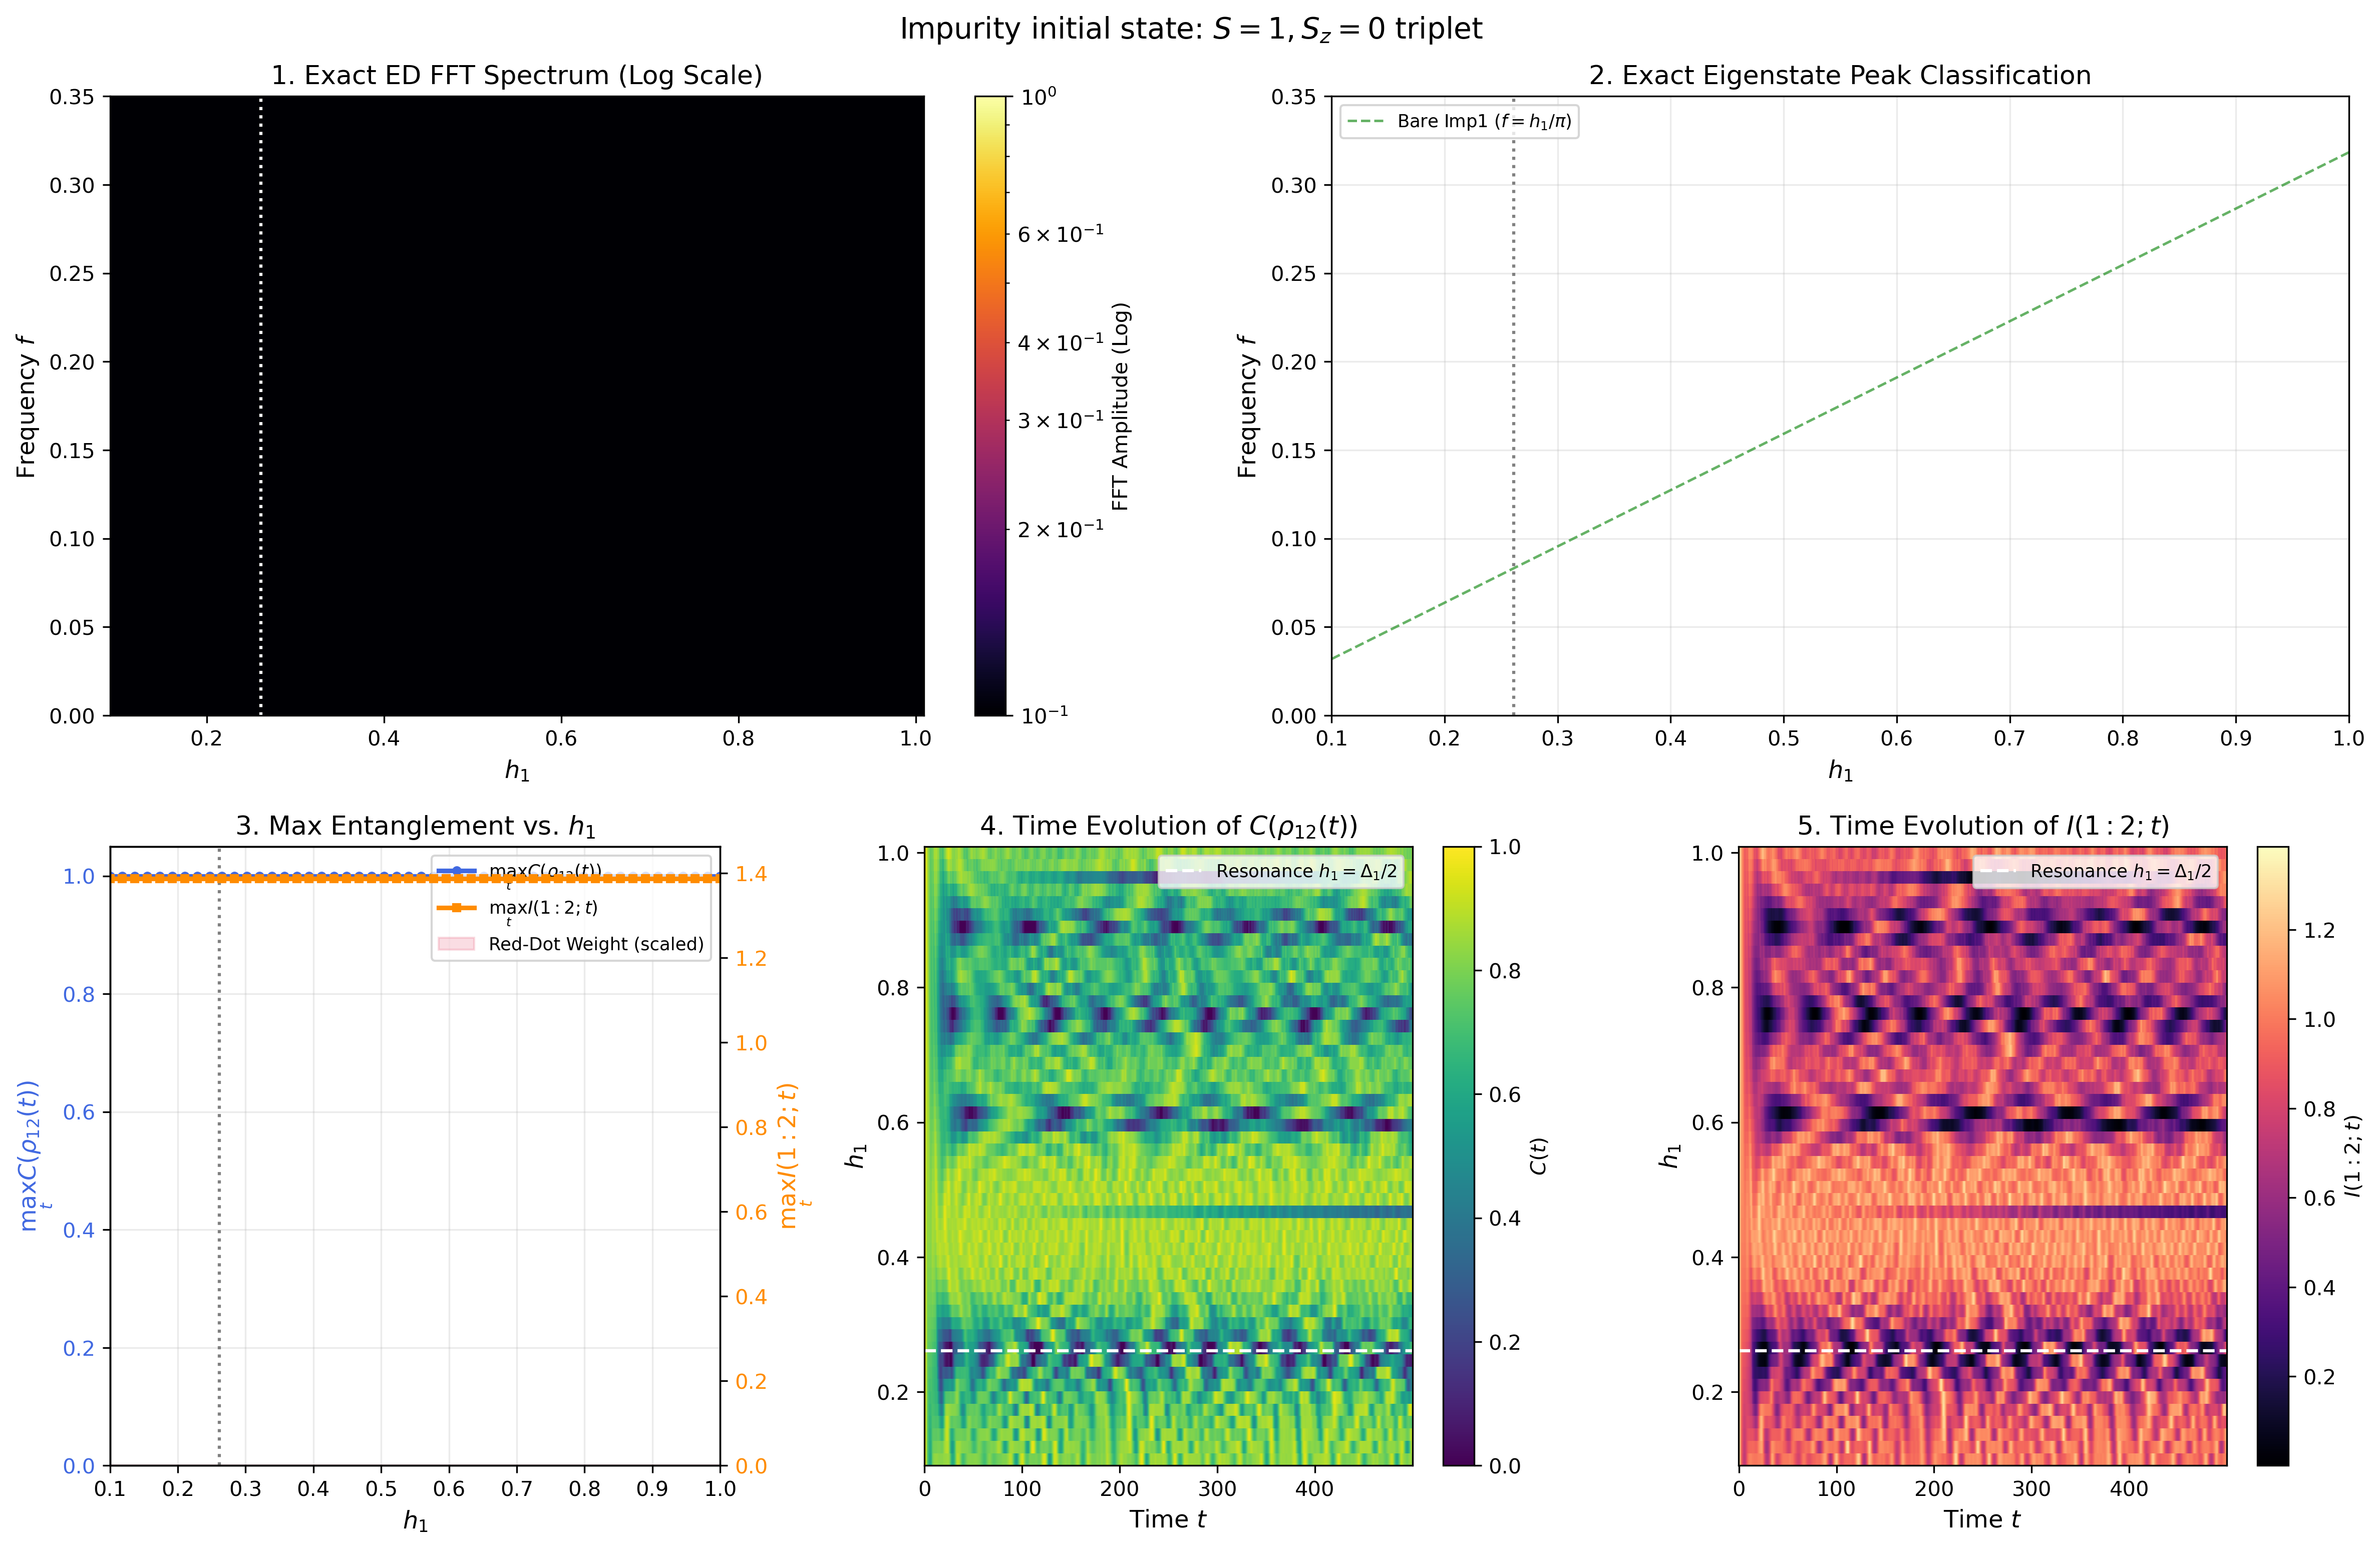 Impurity initial state: S = 1, S_z = 0 triplet
1. Exact ED FFT Spectrum (Log Scale)
Frequency f
0.35
0.30
0.25
0.20
0.15
0.10
0.05
0.00
0.2
0.4
0.6
0.8
1.0
h_1
10^0
6 × 10^-1
4 × 10^-1
3 × 10^-1
2 × 10^-1
10^-1
FFT Amplitude (Log)
2. Exact Eigenstate Peak Classification
Bare Imp1 (f = h_1/π)
Frequency f
0.35
0.30
0.25
0.20
0.15
0.10
0.05
0.00
0.1
0.2
0.3
0.4
0.5
0.6
0.7
0.8
0.9
1.0
h_1
3. Max Entanglement vs. h_1
max_t C(ρ_12(t))
max_t I(1 : 2; t)
Red-Dot Weight (scaled)
max_t C(ρ_12(t))
1.0
0.8
0.6
0.4
0.2
0.0
0.1
0.2
0.3
0.4
0.5
0.6
0.7
0.8
0.9
1.0
h_1
1.4
1.2
1.0
0.8
0.6
0.4
0.2
0.0
max_t I(1 : 2; t)
4. Time Evolution of C(ρ_12(t))
Resonance h_1 = Δ_1/2
h_1
1.0
0.8
0.6
0.4
0.2
0
100
200
300
400
Time t
1.0
0.8
0.6
0.4
0.2
0.0
C(t)
5. Time Evolution of I(1 : 2; t)
Resonance h_1 = Δ_1/2
h_1
1.0
0.8
0.6
0.4
0.2
0
100
200
300
400
Time t
1.2
1.0
0.8
0.6
0.4
0.2
I(1 : 2; t)